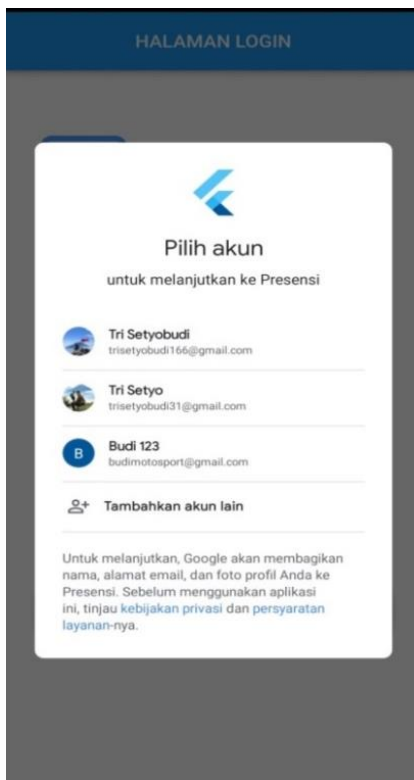 HALAMAN LOGIN
Pilih akun
untuk melanjutkan ke Presensi
Tri Setyobudi
trisetyobudi166@gmail.com
Tri Setyo
trisetyobudi31@gmail.com
B
Budi 123
budimotosport@gmail.com
Tambahkan akun lain
Untuk melanjutkan, Google akan membagikan
nama, alamat email, dan foto profil Anda ke
Presensi. Sebelum menggunakan aplikasi
ini, tinjau kebijakan privasi dan persyaratan
layanan-nya.